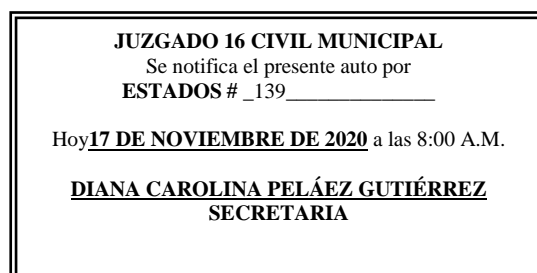 JUZGADO 16 CIVIL MUNICIPAL
Se notifica el presente auto por
ESTADOS # _139______________
Hoy17 DE NOVIEMBRE DE 2020 a las 8:00 A.M.
DIANA CAROLINA PELÁEZ GUTIÉRREZ
SECRETARIA